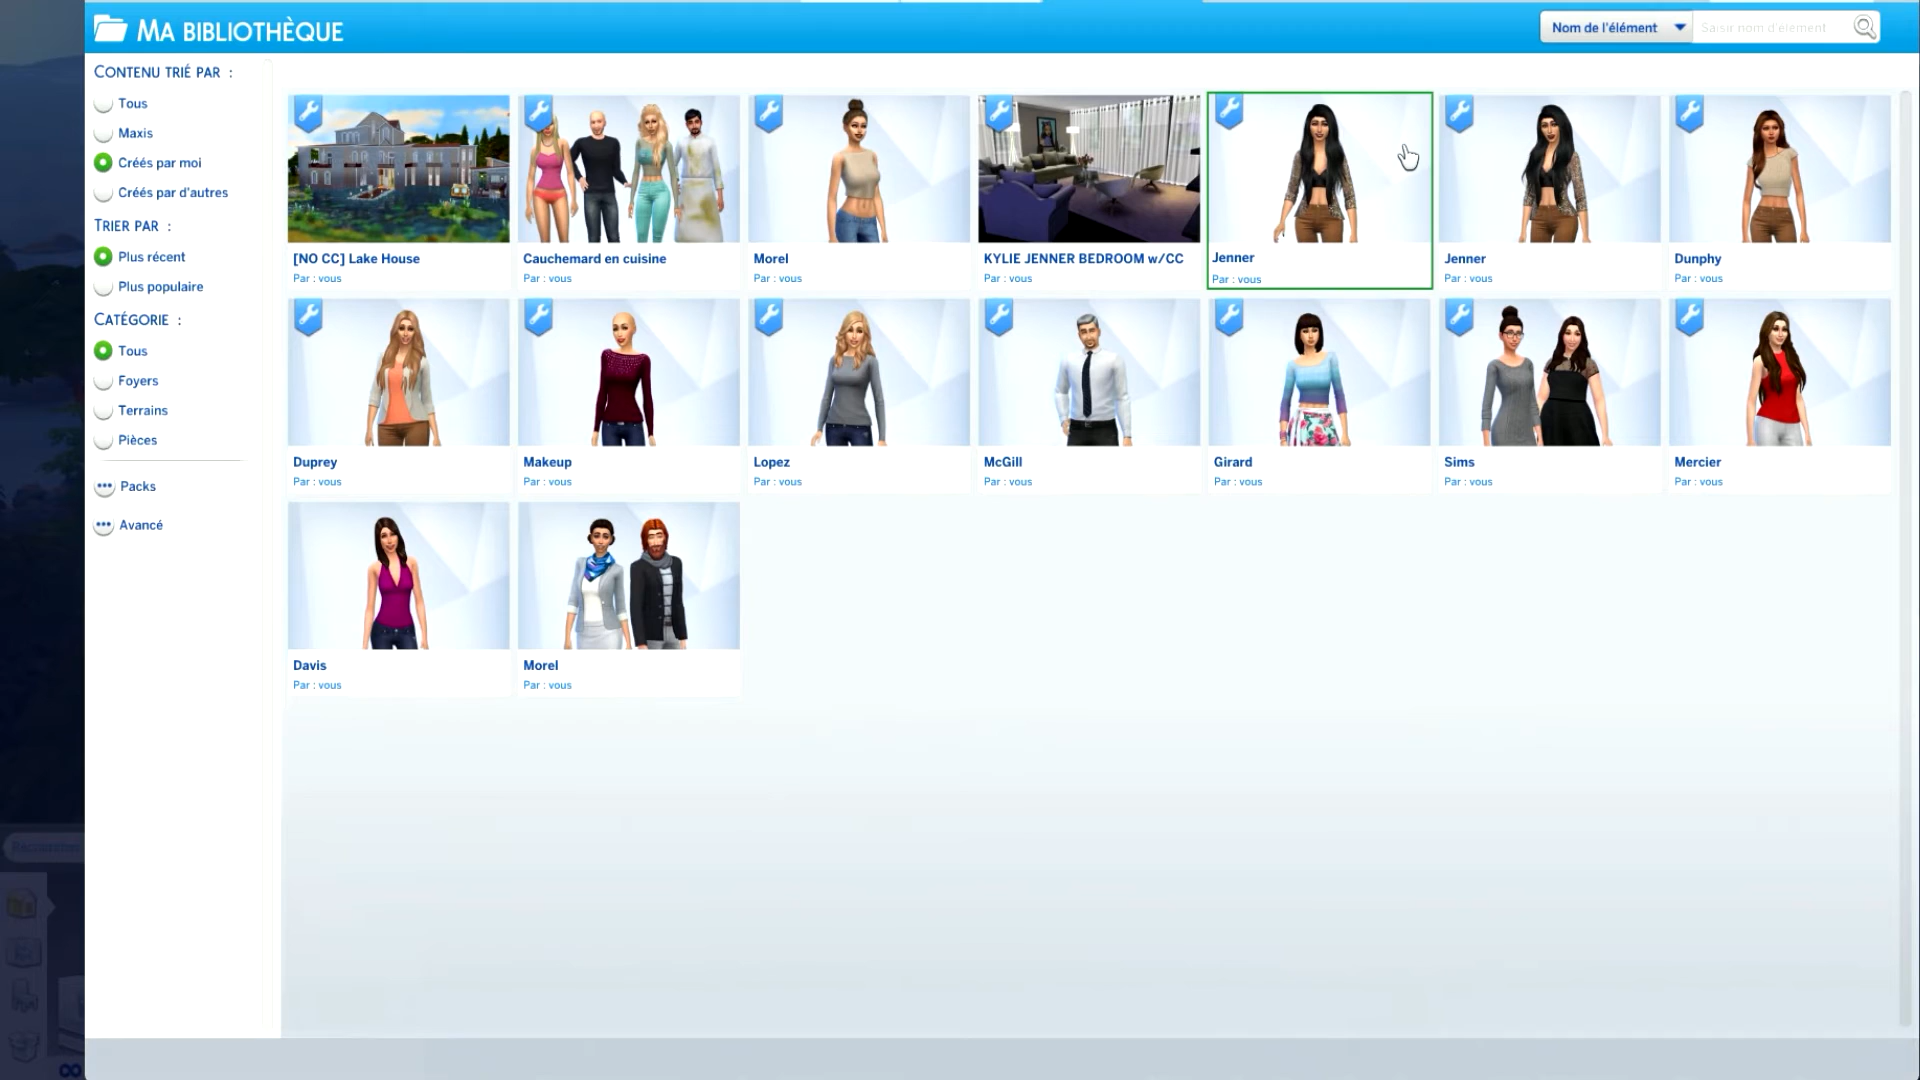 MA BIBLIOTHÈQUE
Nom de l'élément
Saisir nom d'élément
CONTENU TRIÉ PAR :
Tous
Maxis
Créés par moi
Créés par d'autres
TRIER PAR :
Plus récent
Plus populaire
CATÉGORIE :
Tous
Foyers
Terrains
Pièces
Packs
Avancé
[NO CC] Lake House
Par : vous
Cauchemard en cuisine
Par : vous
Morel
Par : vous
KYLIE JENNER BEDROOM w/CC
Par : vous
Jenner
Par : vous
Jenner
Par : vous
Dunphy
Par : vous
Duprey
Par : vous
Makeup
Par : vous
Lopez
Par : vous
McGill
Par : vous
Girard
Par : vous
Sims
Par : vous
Mercier
Par : vous
Davis
Par : vous
Morel
Par : vous